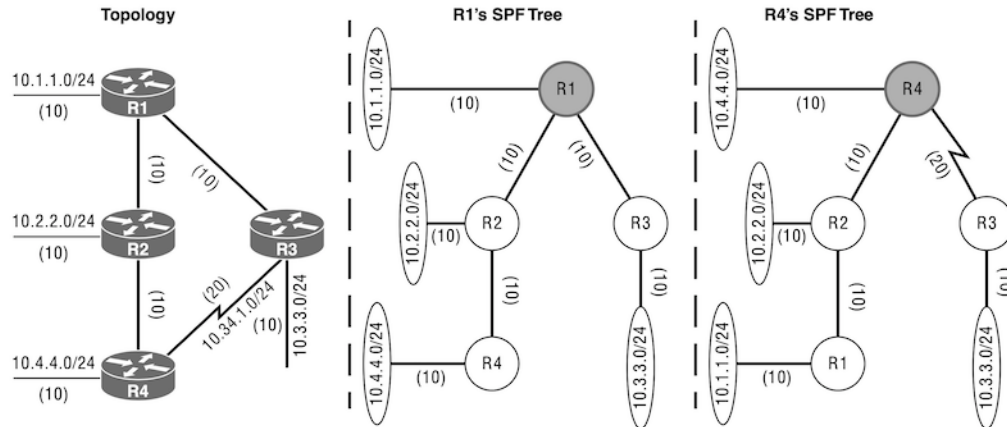 Topology
10.1.1.0/24
(10)
R1
(10)
(10)
10.2.2.0/24
(10)
R2
R3
(10)
(20)
10.34.1.0/24
(10)
10.3.3.0/24
10.4.4.0/24
(10)
R4
R1's SPF Tree
10.1.1.0/24
(10)
R1
(10)
(10)
10.2.2.0/24
(10)
R2
R3
(10)
(10)
10.4.4.0/24
(10)
R4
10.3.3.0/24
R4's SPF Tree
10.4.4.0/24
(10)
R4
(10)
(20)
10.2.2.0/24
(10)
R2
R3
(10)
(10)
10.1.1.0/24
(10)
R1
10.3.3.0/24